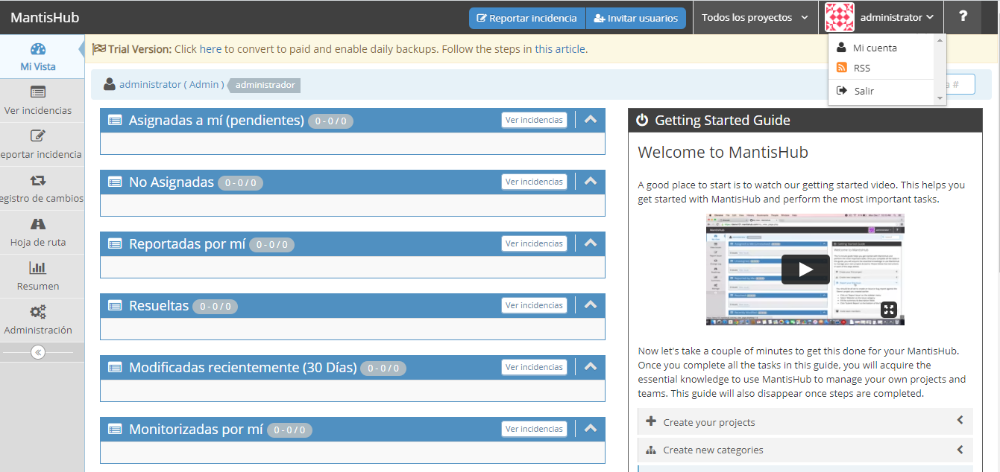 MantisHub
Reportar incidencia
Invitar usuarios
Todos los proyectos
administrator
?
Mi cuenta
RSS
Salir
Mi Vista
Ver incidencias
eportar incidencia
egistro de cambios
Hoja de ruta
Resumen
Administración
Trial Version: Click here to convert to paid and enable daily backups. Follow the steps in this article.
administrator ( Admin ) administrador
a #
Asignadas a mí (pendientes) 0 - 0 / 0 Ver incidencias
No Asignadas 0 - 0 / 0 Ver incidencias
Reportadas por mí 0 - 0 / 0 Ver incidencias
Resueltas 0 - 0 / 0 Ver incidencias
Modificadas recientemente (30 Días) 0 - 0 / 0 Ver incidencias
Monitorizadas por mí 0 - 0 / 0 Ver incidencias
Getting Started Guide
Welcome to MantisHub
A good place to start is to watch our getting started video. This helps you
get started with MantisHub and perform the most important tasks.
Now let's take a couple of minutes to get this done for your MantisHub.
Once you complete all the tasks in this guide, you will acquire the
essential knowledge to use MantisHub to manage your own projects and
teams. This guide will also disappear once steps are completed.
Create your projects
Create new categories